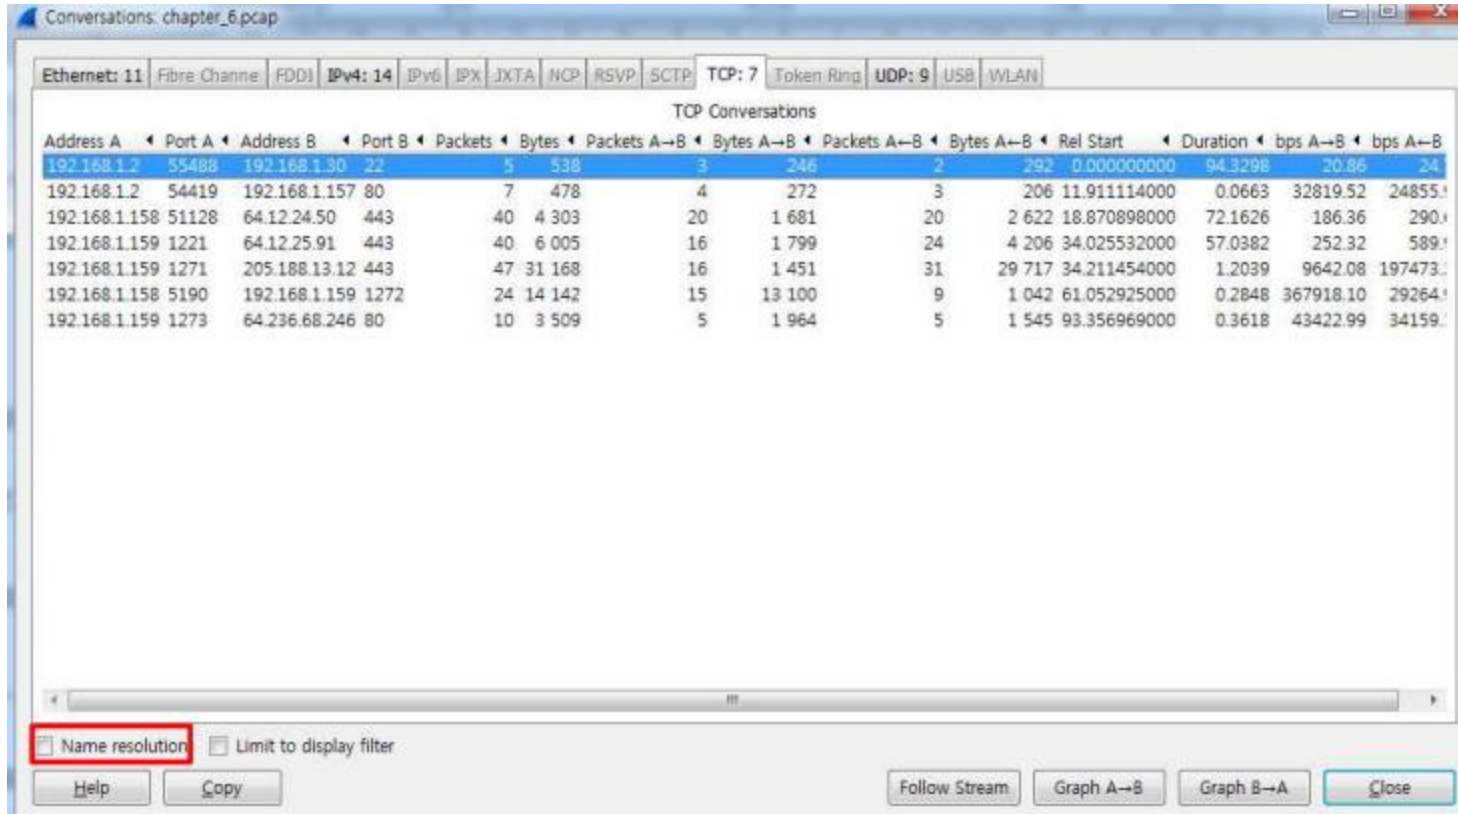 Conversations: chapter_6.pcap
Ethernet: 11 Fibre Channe FDDI IPv4: 14 IPv6 IPX JXTA NCP RSVP SCTP TCP: 7 Token Ring UDP: 9 USB WLAN
TCP Conversations
Address A Port A Address B Port B Packets Bytes Packets A→B Bytes A→B Packets A←B Bytes A←B Rel Start Duration bps A→B bps A←B
192.168.1.2 55488 192.168.1.30 22 5 538 3 246 2 292 0.000000000 94.3298 20.86 24.
192.168.1.2 54419 192.168.1.157 80 7 478 4 272 3 206 11.911114000 0.0663 32819.52 24855.
192.168.1.158 51128 64.12.24.50 443 40 4 303 20 1 681 20 2 622 18.870898000 72.1626 186.36 290.
192.168.1.159 1221 64.12.25.91 443 40 6 005 16 1 799 24 4 206 34.025532000 57.0382 252.32 589.
192.168.1.159 1271 205.188.13.12 443 47 31 168 16 1 451 31 29 717 34.211454000 1.2039 9642.08 197473.
192.168.1.158 5190 192.168.1.159 1272 24 14 142 15 13 100 9 1 042 61.052925000 0.2848 367918.10 29264.
192.168.1.159 1273 64.236.68.246 80 10 3 509 5 1 964 5 1 545 93.356969000 0.3618 43422.99 34159.
Name resolution Limit to display filter
Help Copy Follow Stream Graph A→B Graph B→A Close